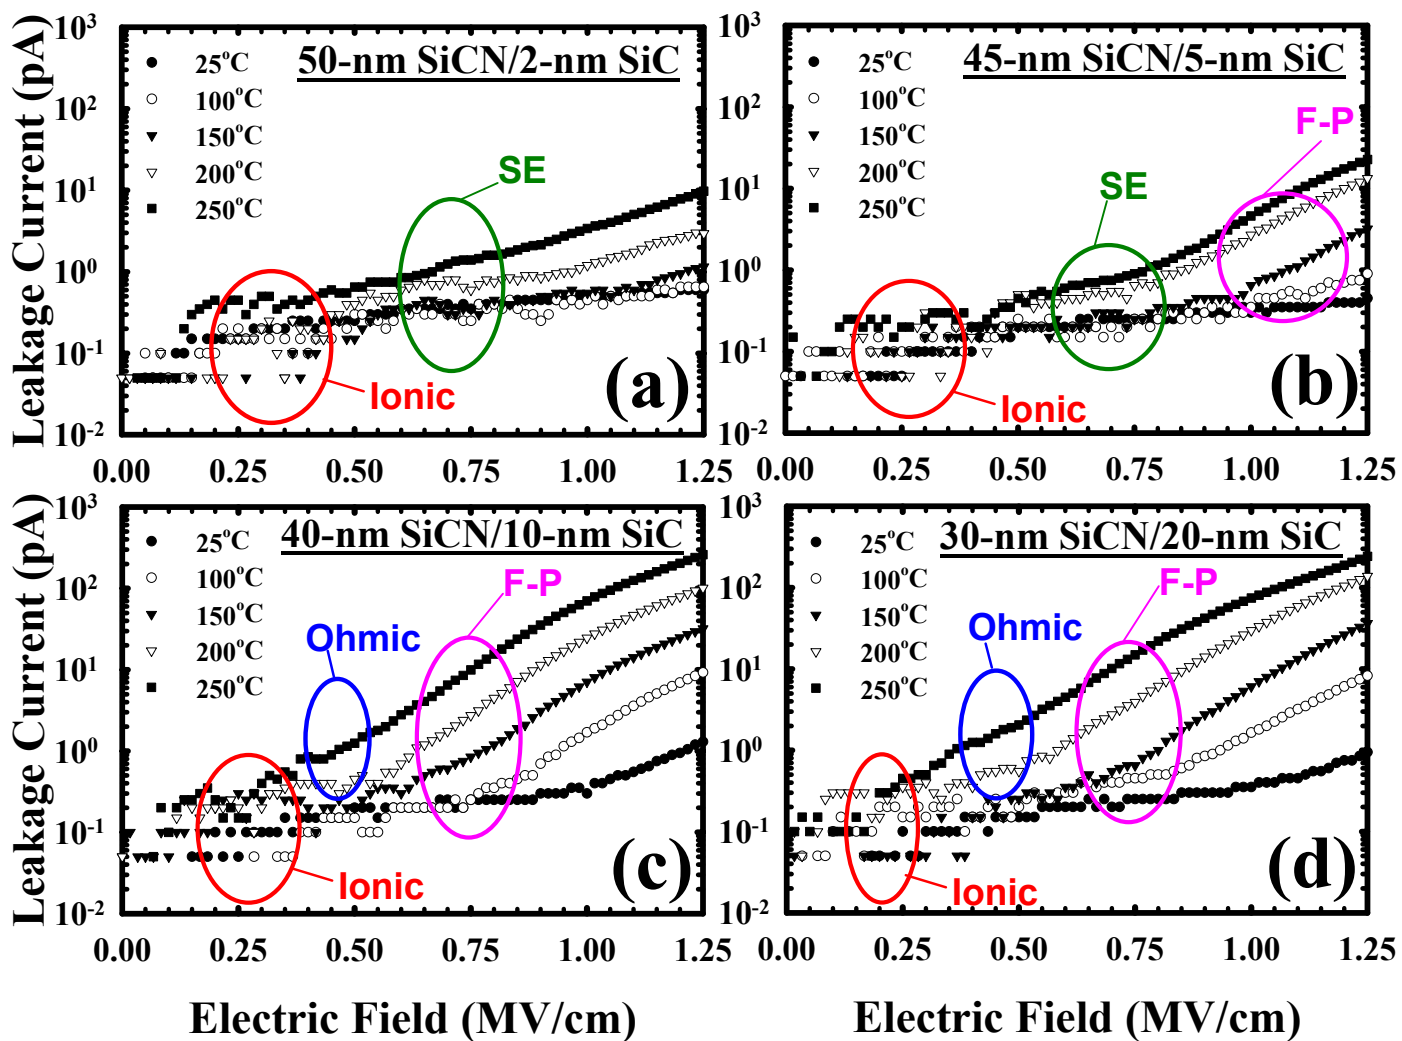 50-nm SiCN/2-nm SiC
25°C
100°C
150°C
200°C
250°C
SE
Ionic
(a)
10³
10²
10¹
10⁰
10⁻¹
10⁻²
0.00 0.25 0.50 0.75 1.00 1.25
Leakage Current (pA)
45-nm SiCN/5-nm SiC
25°C
100°C
150°C
200°C
250°C
F-P
SE
Ionic
(b)
10³
10²
10¹
10⁰
10⁻¹
10⁻²
0.00 0.25 0.50 0.75 1.00 1.25
40-nm SiCN/10-nm SiC
25°C
100°C
150°C
200°C
250°C
F-P
Ohmic
Ionic
(c)
10³
10²
10¹
10⁰
10⁻¹
10⁻²
0.00 0.25 0.50 0.75 1.00 1.25
Leakage Current (pA)
Electric Field (MV/cm)
30-nm SiCN/20-nm SiC
25°C
100°C
150°C
200°C
250°C
F-P
Ohmic
Ionic
(d)
10³
10²
10¹
10⁰
10⁻¹
10⁻²
0.00 0.25 0.50 0.75 1.00 1.25
Electric Field (MV/cm)